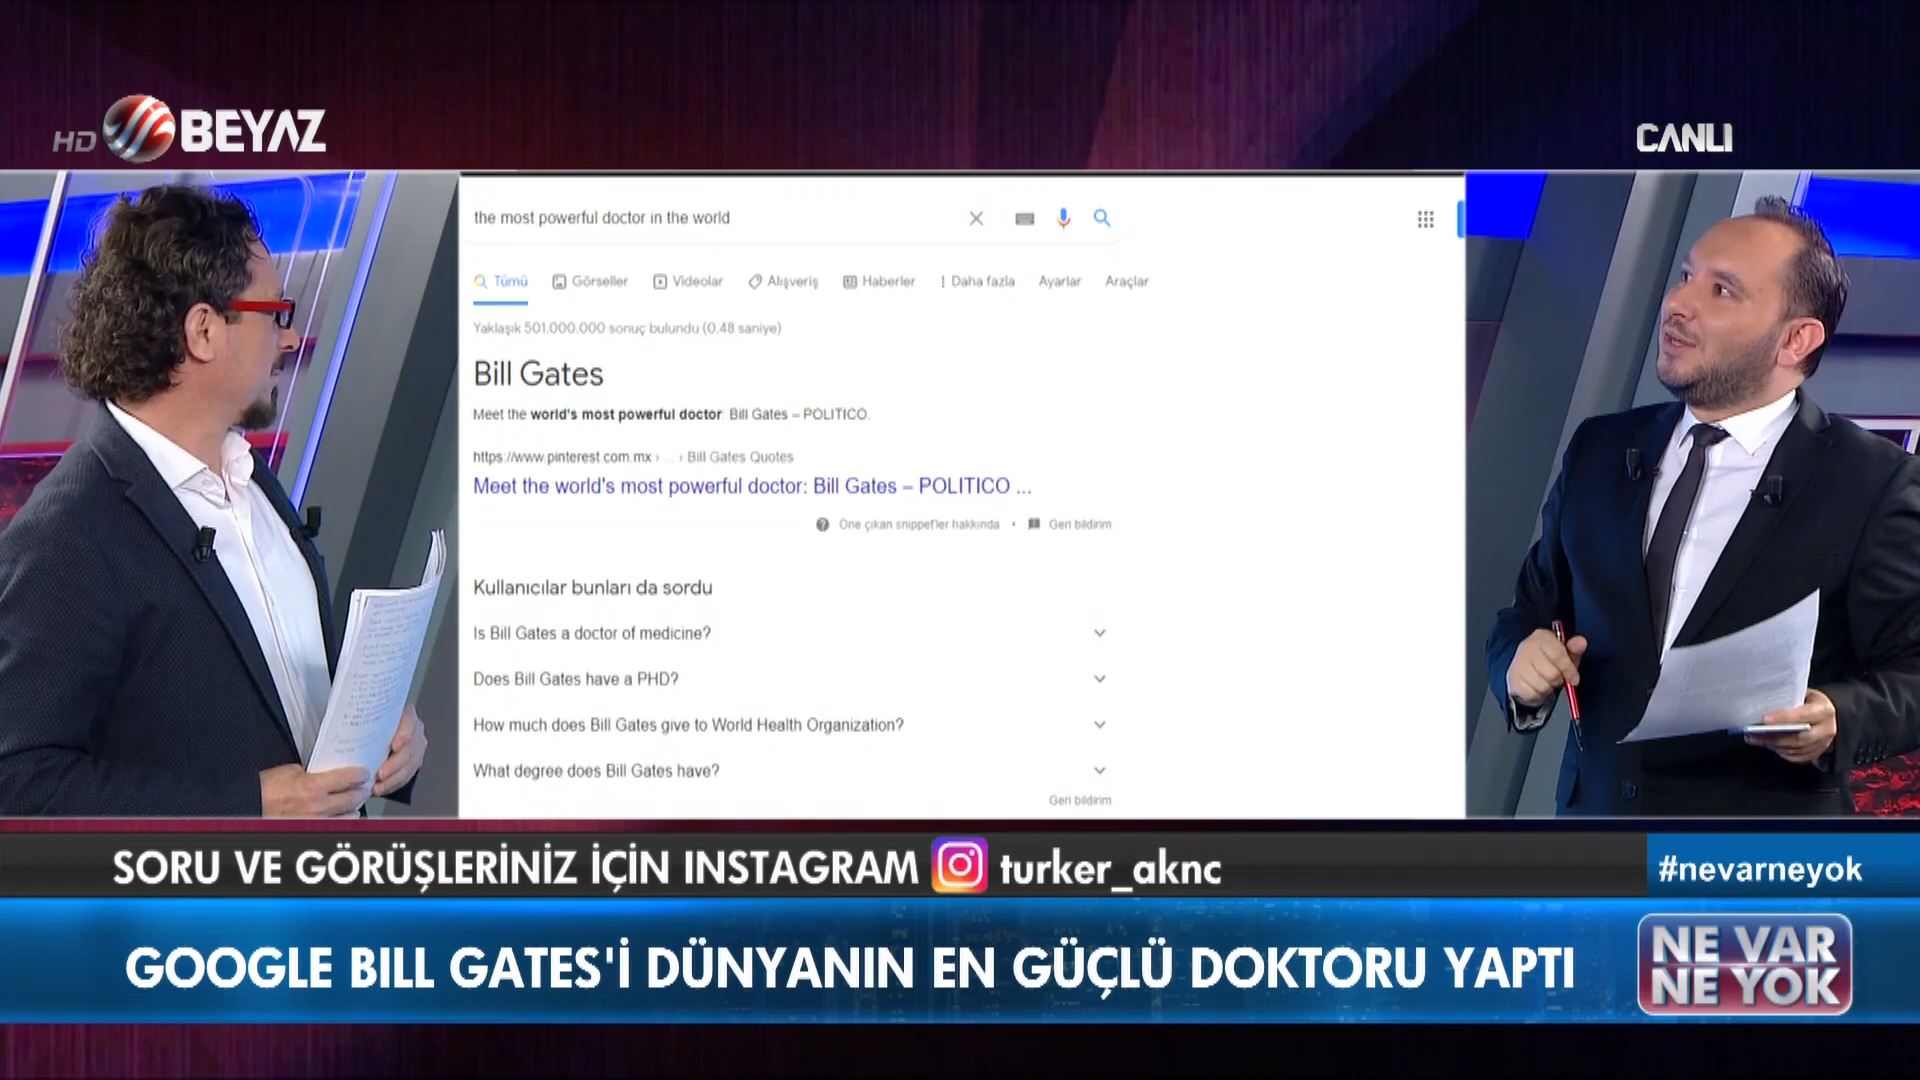 HD BEYAZ
CANLI
the most powerful doctor in the world
Tümü Görseller Videolar Alışveriş Haberler Daha fazla Ayarlar Araçlar
Yaklaşık 501.000.000 sonuç bulundu (0.48 saniye)
Bill Gates
Meet the world's most powerful doctor: Bill Gates – POLITICO.
https://www.pinterest.com.mx › ... › Bill Gates Quotes
Meet the world's most powerful doctor: Bill Gates – POLITICO ...
Öne çıkan snippet'ler hakkında • Geri bildirim
Kullanıcılar bunları da sordu
Is Bill Gates a doctor of medicine?
Does Bill Gates have a PHD?
How much does Bill Gates give to World Health Organization?
What degree does Bill Gates have?
Geri bildirim
SORU VE GÖRÜŞLERİNİZ İÇİN INSTAGRAM turker_aknc
#nevarneyok
GOOGLE BILL GATES'İ DÜNYANIN EN GÜÇLÜ DOKTORU YAPTI
NE VAR
NE YOK